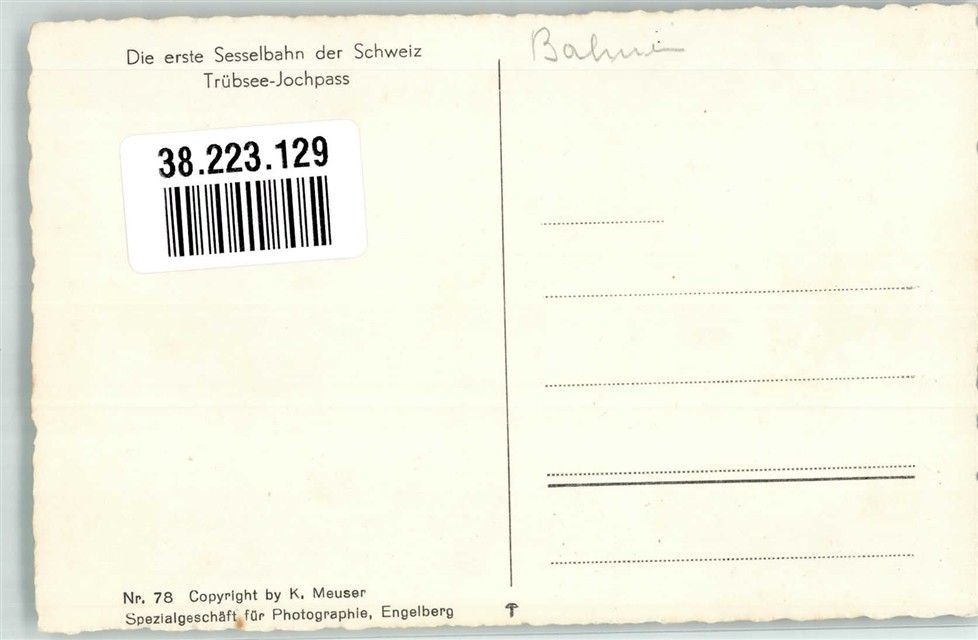 Die erste Sesselbahn der Schweiz
Trübsee-Jochpass
38.223.129
Nr. 78 Copyright by K. Meuser
Spezialgeschäft für Photographie, Engelberg